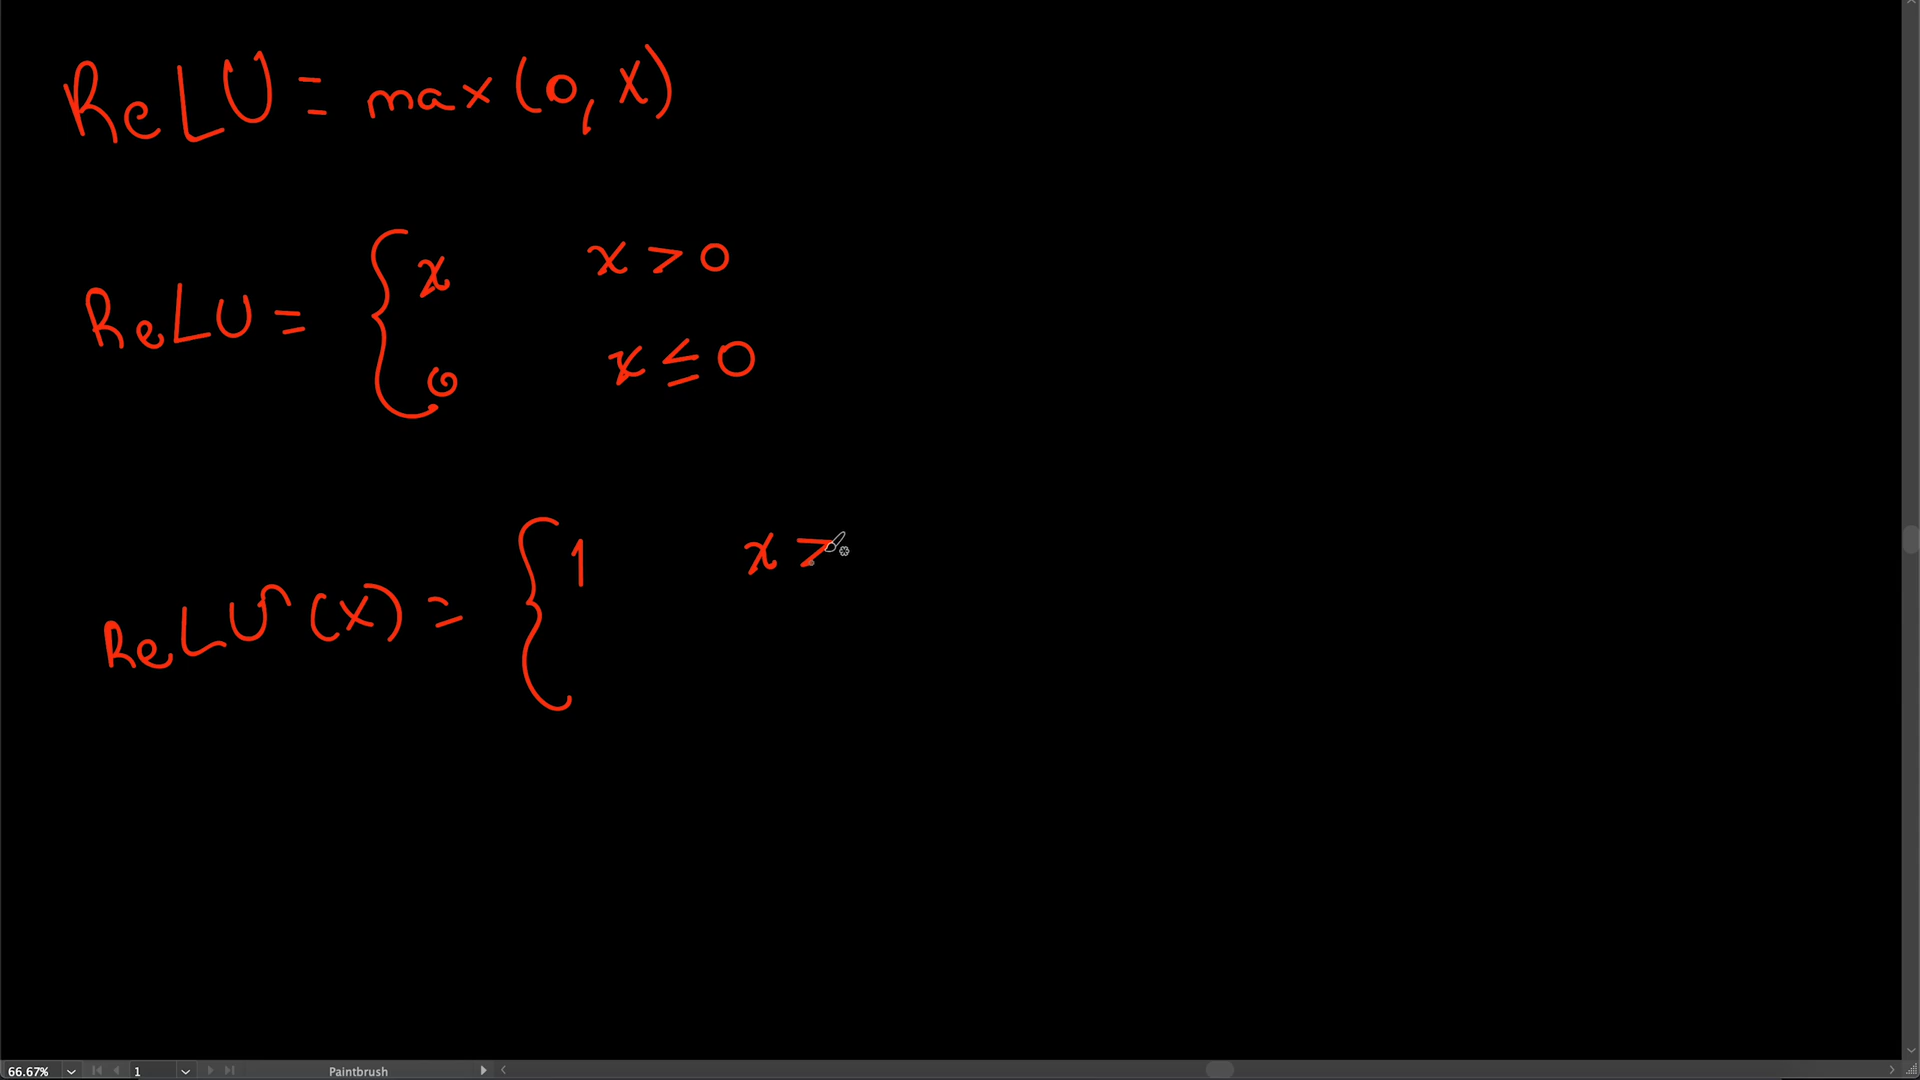 ReLU = max(0, x)
ReLU = { x x > 0
0 x ≤ 0
ReLU'(x) = { 1 x >
66.67% 1 Paintbrush